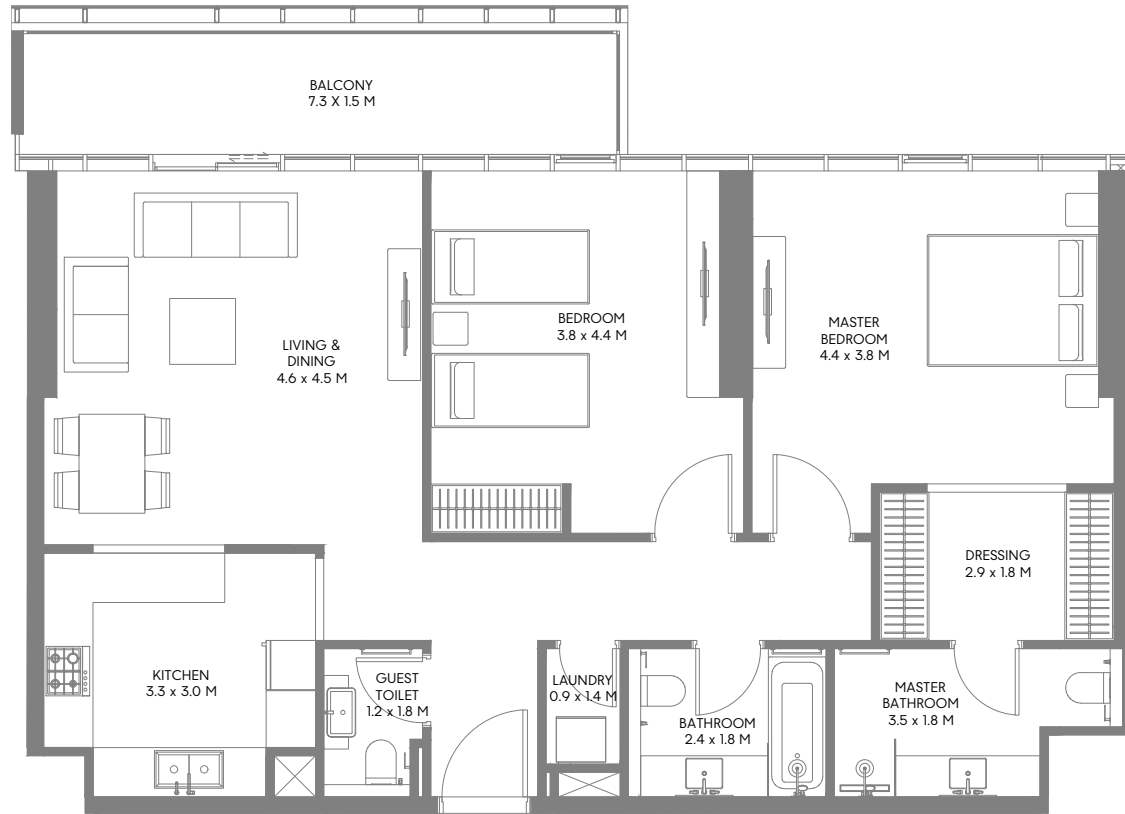 BALCONY
7.3 X 1.5 M
BEDROOM
3.8 x 4.4 M
MASTER
BEDROOM
4.4 x 3.8 M
LIVING &
DINING
4.6 x 4.5 M
DRESSING
2.9 x 1.8 M
KITCHEN
3.3 x 3.0 M
GUEST
TOILET
1.2 x 1.8 M
LAUNDRY
0.9 x 1.4 M
BATHROOM
2.4 x 1.8 M
MASTER
BATHROOM
3.5 x 1.8 M